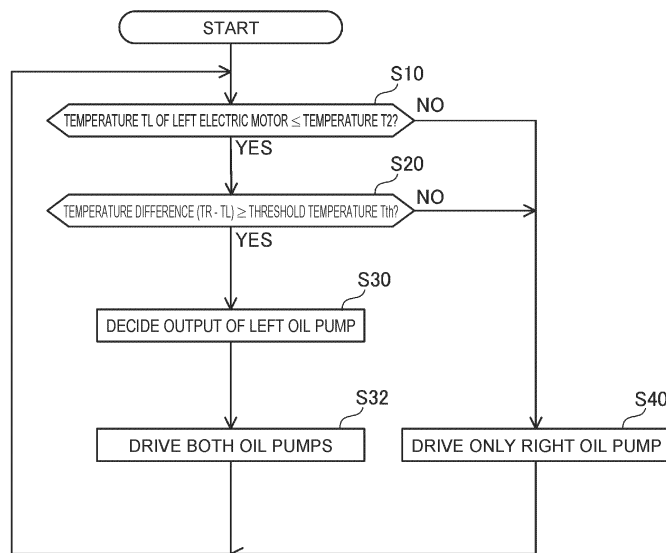 START
S10
TEMPERATURE TL OF LEFT ELECTRIC MOTOR ≤ TEMPERATURE T2?
NO
YES
S20
TEMPERATURE DIFFERENCE (TR - TL) ≥ THRESHOLD TEMPERATURE Tth?
NO
YES
S30
DECIDE OUTPUT OF LEFT OIL PUMP
S32
DRIVE BOTH OIL PUMPS
S40
DRIVE ONLY RIGHT OIL PUMP